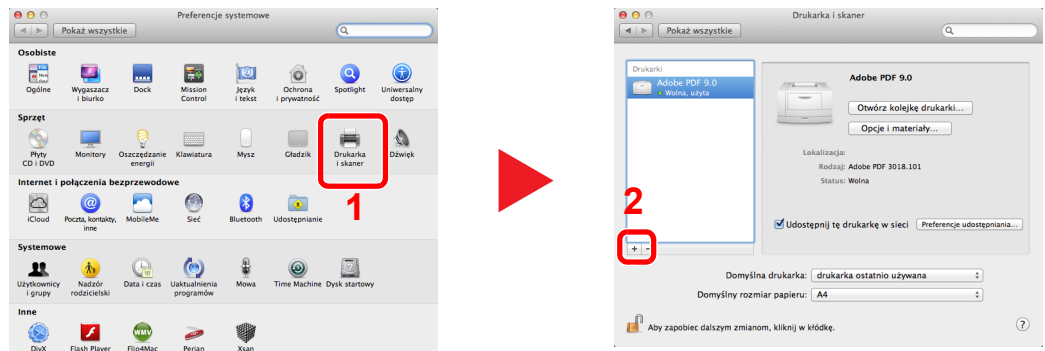 Preferencje systemowe
Pokaż wszystkie
Osobiste
Ogólne
Wygaszacz
i biurko
Dock
Mission
Control
Język
i tekst
Ochrona
i prywatność
Spotlight
Uniwersalny
dostęp
Sprzęt
Płyty
CD i DVD
Monitory
Oszczędzanie
energii
Klawiatura
Mysz
Gładzik
Drukarka
i skaner
Dźwięk
1
Internet i połączenia bezprzewodowe
iCloud
Poczta, kontakty,
inne
MobileMe
Sieć
Bluetooth
Udostępnianie
Systemowe
Użytkownicy
i grupy
Nadzór
rodzicielski
Data i czas
Uaktualnienia
programów
Mowa
Time Machine
Dysk startowy
Inne
DivX
Flash Player
WMV
Flip4Mac
Perian
Xsan
Drukarka i skaner
Pokaż wszystkie
Drukarki
Adobe PDF 9.0
Wolna, użyta
2
+ −
Adobe PDF 9.0
Otwórz kolejkę drukarki...
Opcje i materiały...
Lokalizacja:
Rodzaj: Adobe PDF 3018.101
Status: Wolna
Udostępnij tę drukarkę w sieci
Preferencje udostępniania...
Domyślna drukarka: drukarka ostatnio używana
Domyślny rozmiar papieru: A4
Aby zapobiec dalszym zmianom, kliknij w kłódkę.
?